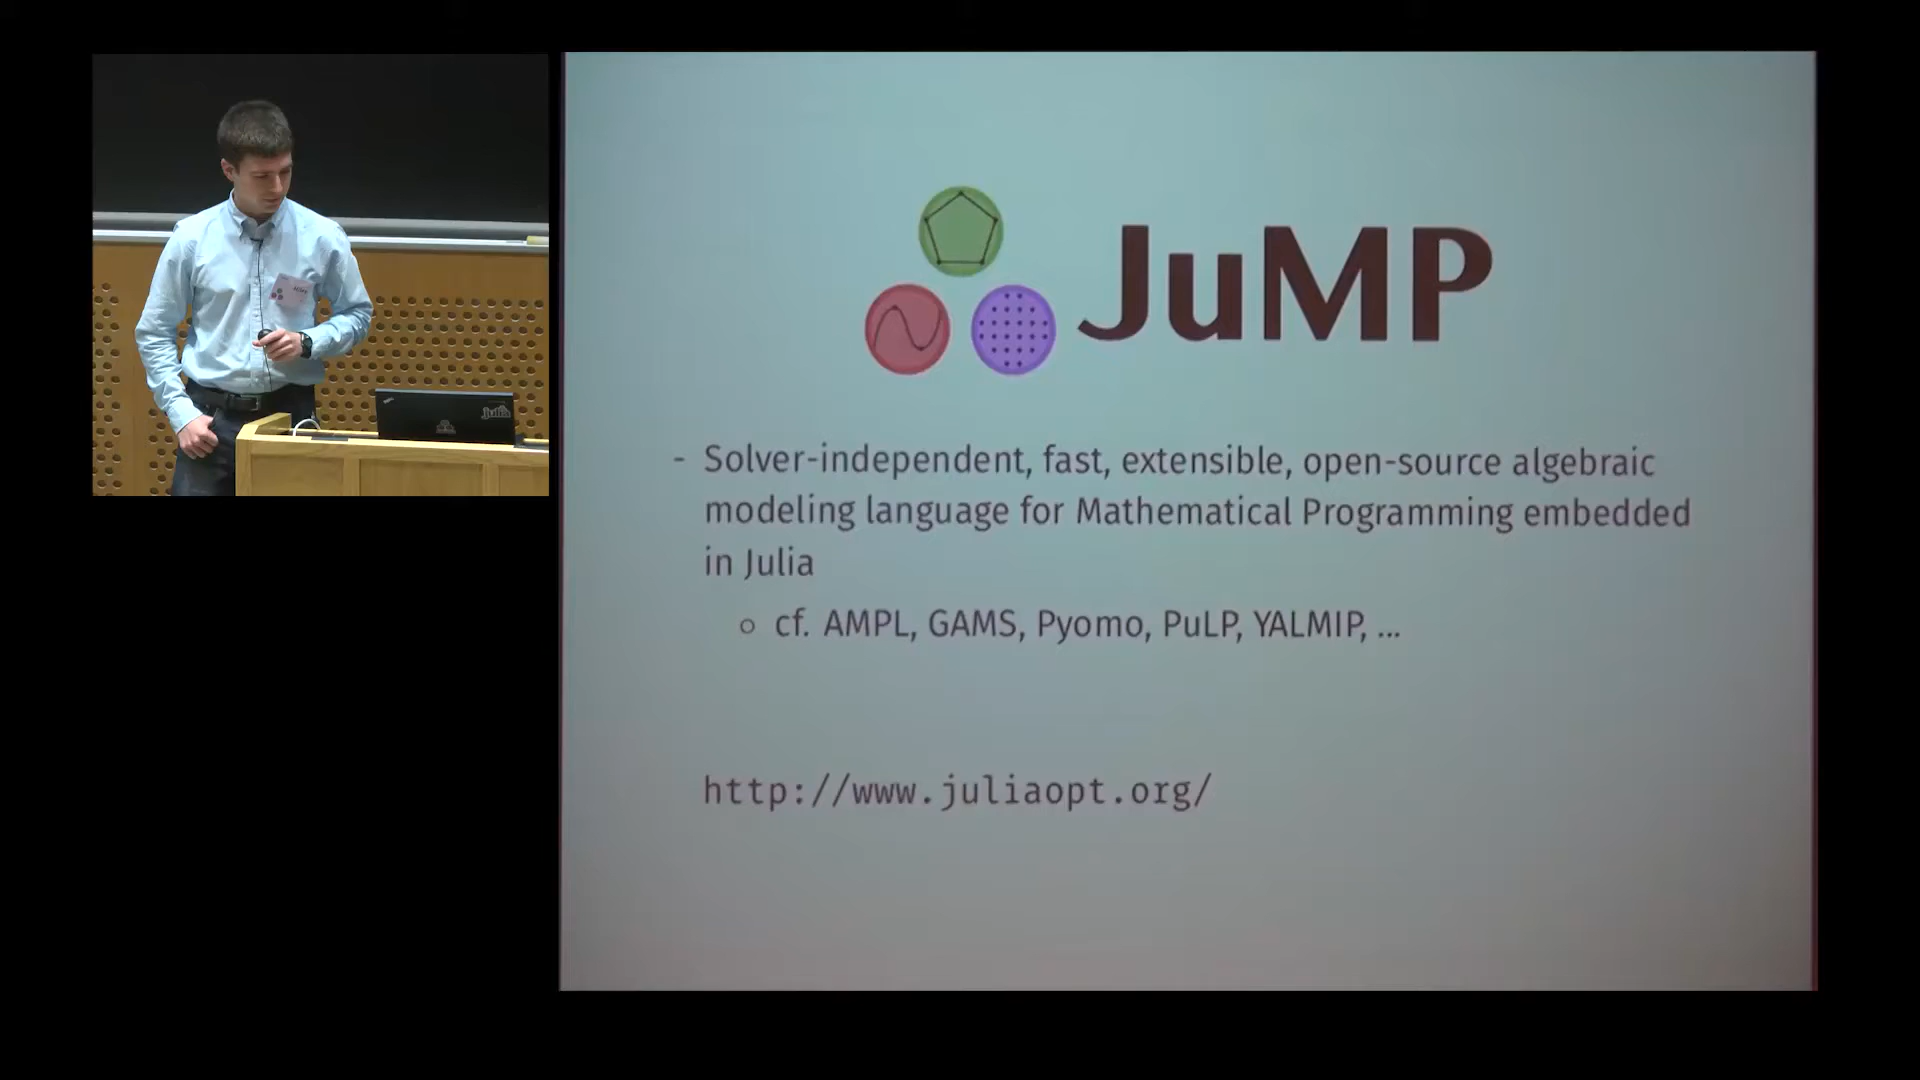 JuMP
- Solver-independent, fast, extensible, open-source algebraic
modeling language for Mathematical Programming embedded
in Julia
○ cf. AMPL, GAMS, Pyomo, PuLP, YALMIP, ...
http://www.juliaopt.org/
julia